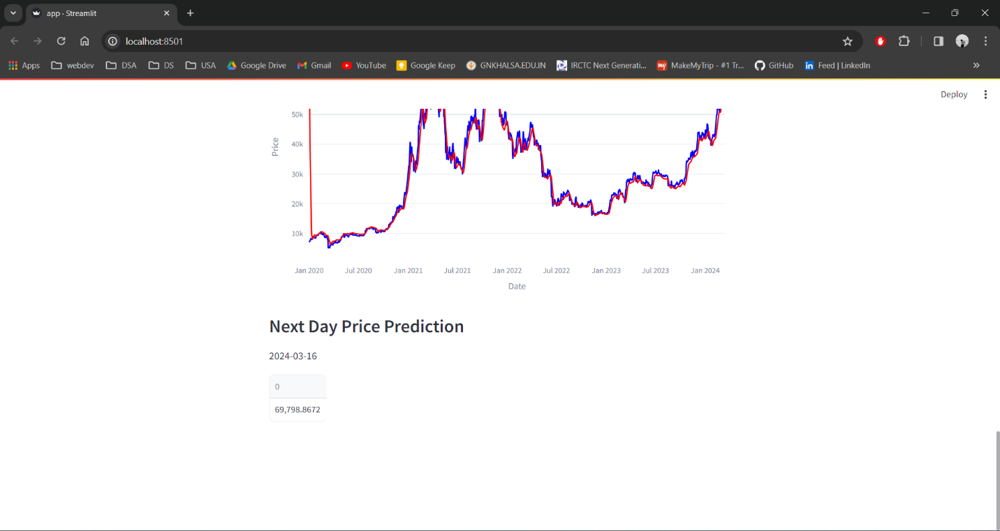 app · Streamlit
localhost:8501
Apps webdev DSA DS USA Google Drive Gmail YouTube Google Keep GNKHALSA.EDU.IN IRCTC Next Generati... MakeMyTrip - #1 Tr... GitHub Feed | LinkedIn
Deploy
50k
40k
30k
20k
10k
Price
Jan 2020 Jul 2020 Jan 2021 Jul 2021 Jan 2022 Jul 2022 Jan 2023 Jul 2023 Jan 2024
Date
Next Day Price Prediction
2024-03-16
0
69,798.8672